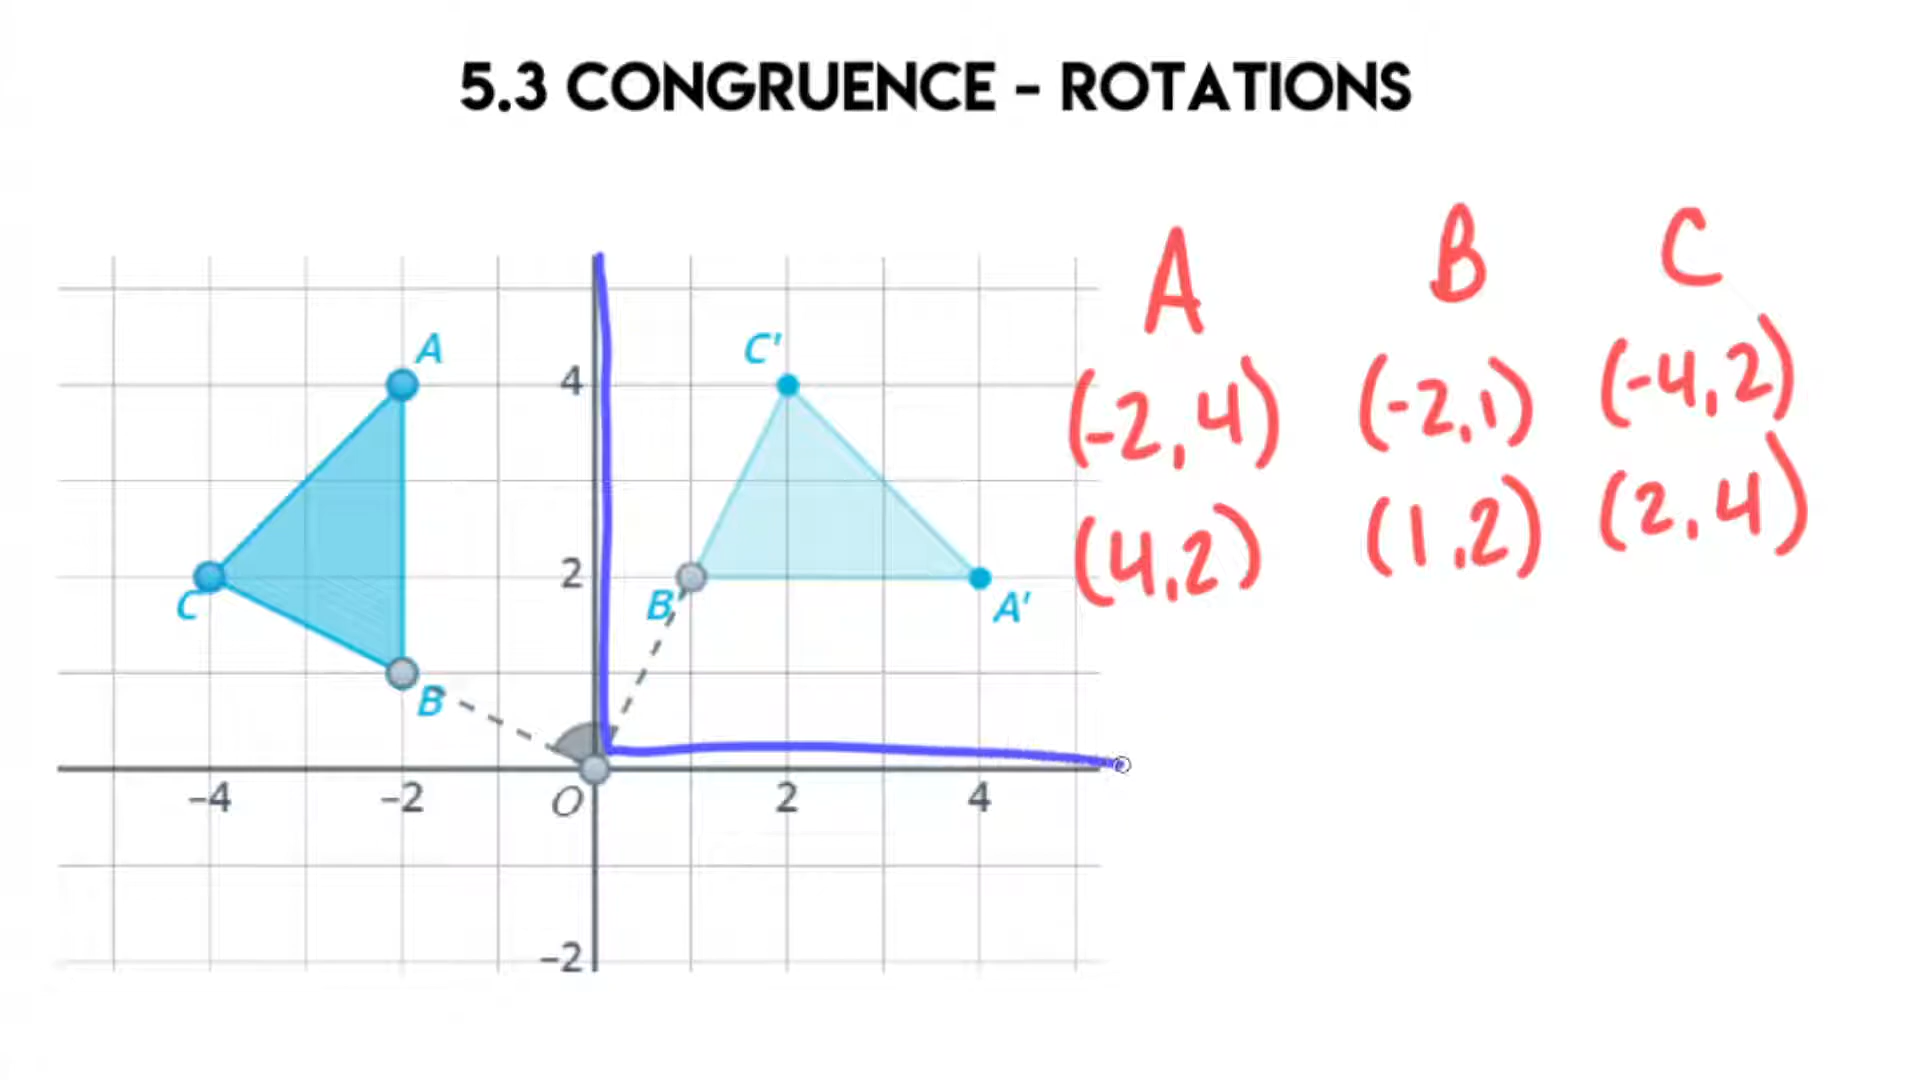 5.3 CONGRUENCE - ROTATIONS
A B C
(-2,4) (-2,1) (-4,2)
(4,2) (1,2) (2,4)
A
C'
4
2
C
B'
A'
B
-4 -2 O 2 4
-2